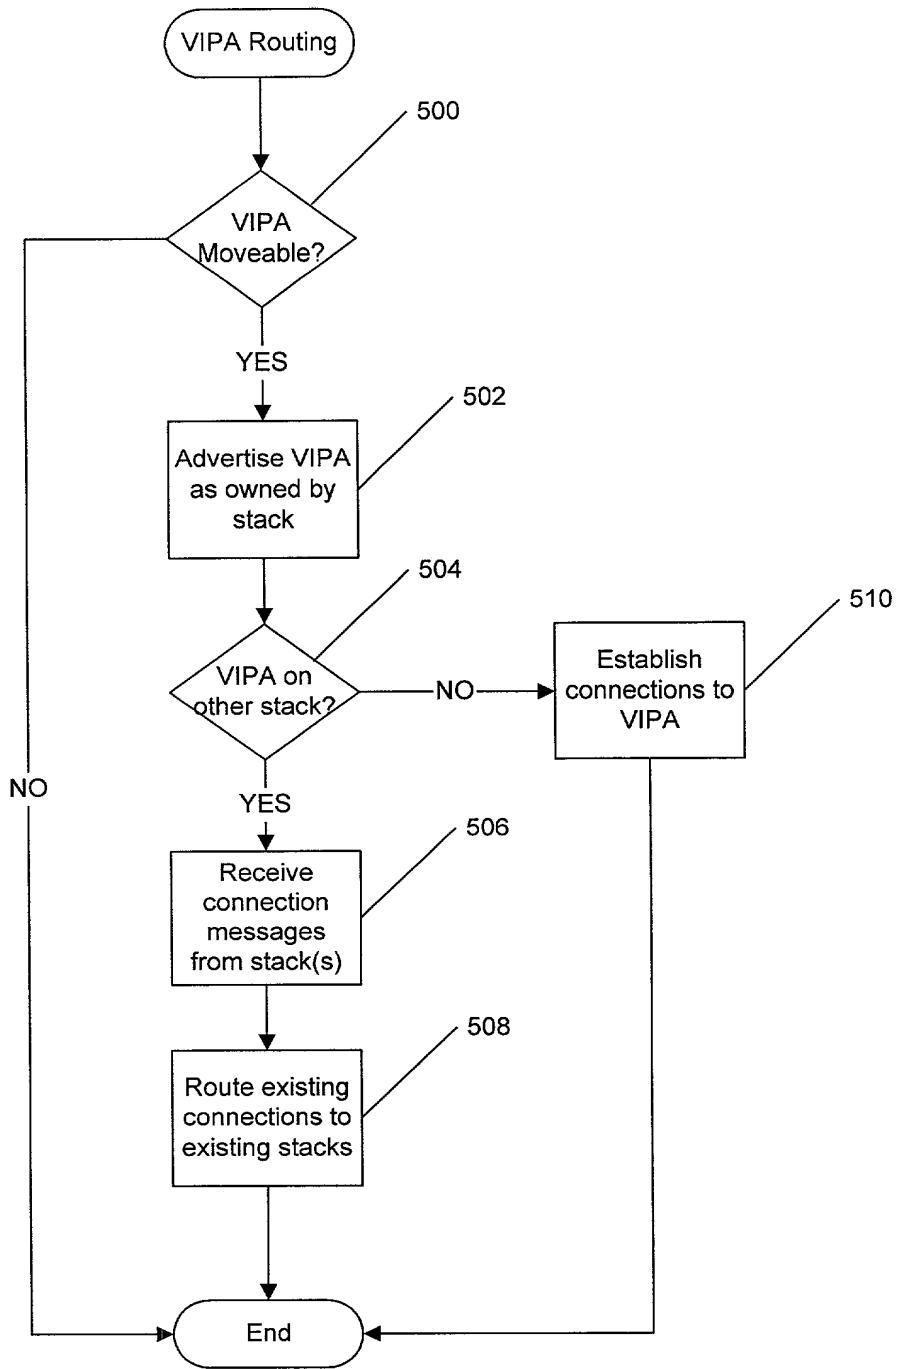 VIPA Routing
500
VIPA
Moveable?
YES
502
Advertise VIPA
as owned by
stack
504
VIPA on
other stack?
NO
510
Establish
connections to
VIPA
NO
YES
506
Receive
connection
messages
from stack(s)
508
Route existing
connections to
existing stacks
End